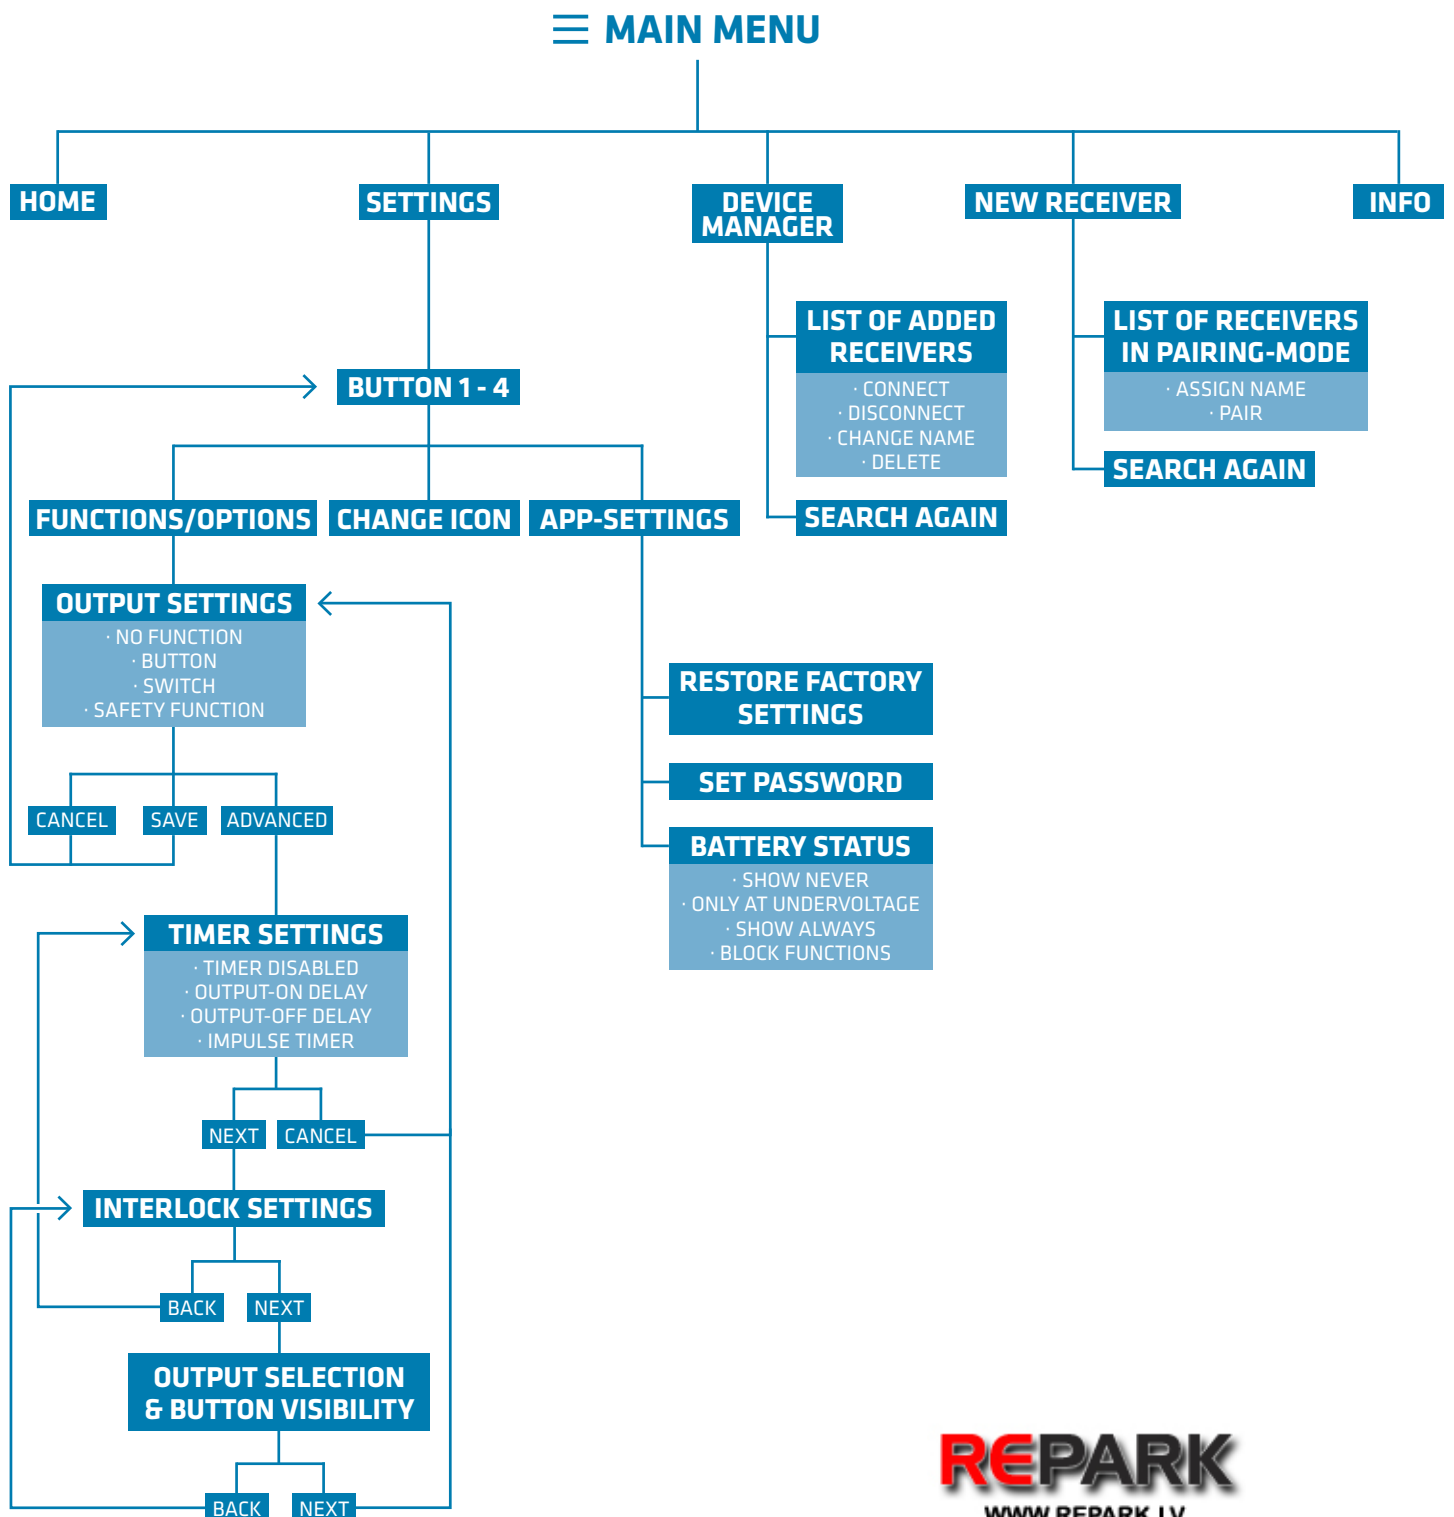 MAIN MENU
HOME
SETTINGS
DEVICE
MANAGER
NEW RECEIVER
INFO
LIST OF ADDED
RECEIVERS
· CONNECT
· DISCONNECT
· CHANGE NAME
· DELETE
SEARCH AGAIN
LIST OF RECEIVERS
IN PAIRING-MODE
· ASSIGN NAME
· PAIR
SEARCH AGAIN
BUTTON 1 - 4
FUNCTIONS/OPTIONS
CHANGE ICON
APP-SETTINGS
OUTPUT SETTINGS
· NO FUNCTION
· BUTTON
· SWITCH
· SAFETY FUNCTION
CANCEL
SAVE
ADVANCED
RESTORE FACTORY
SETTINGS
SET PASSWORD
BATTERY STATUS
· SHOW NEVER
· ONLY AT UNDERVOLTAGE
· SHOW ALWAYS
· BLOCK FUNCTIONS
TIMER SETTINGS
· TIMER DISABLED
· OUTPUT-ON DELAY
· OUTPUT-OFF DELAY
· IMPULSE TIMER
NEXT
CANCEL
INTERLOCK SETTINGS
BACK
NEXT
OUTPUT SELECTION
& BUTTON VISIBILITY
BACK
NEXT
REPARK
WWW.REPARK.LV